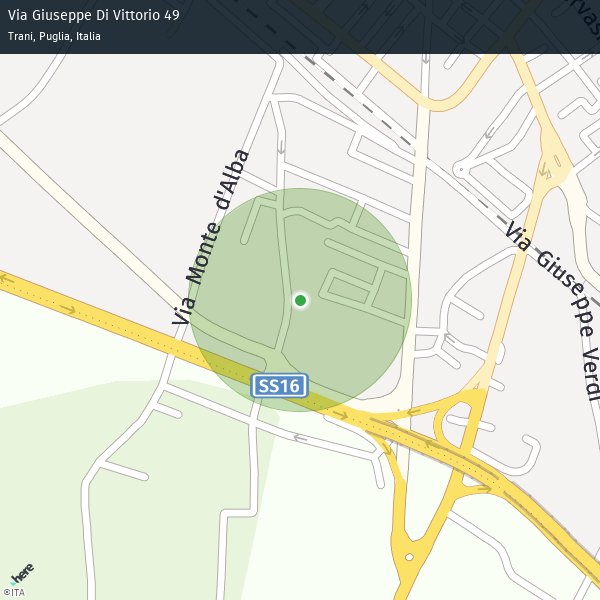 Via Giuseppe Di Vittorio 49
Trani, Puglia, Italia
Via Monte d'Alba
Via Giuseppe Verdi
SS16
here
©ITA